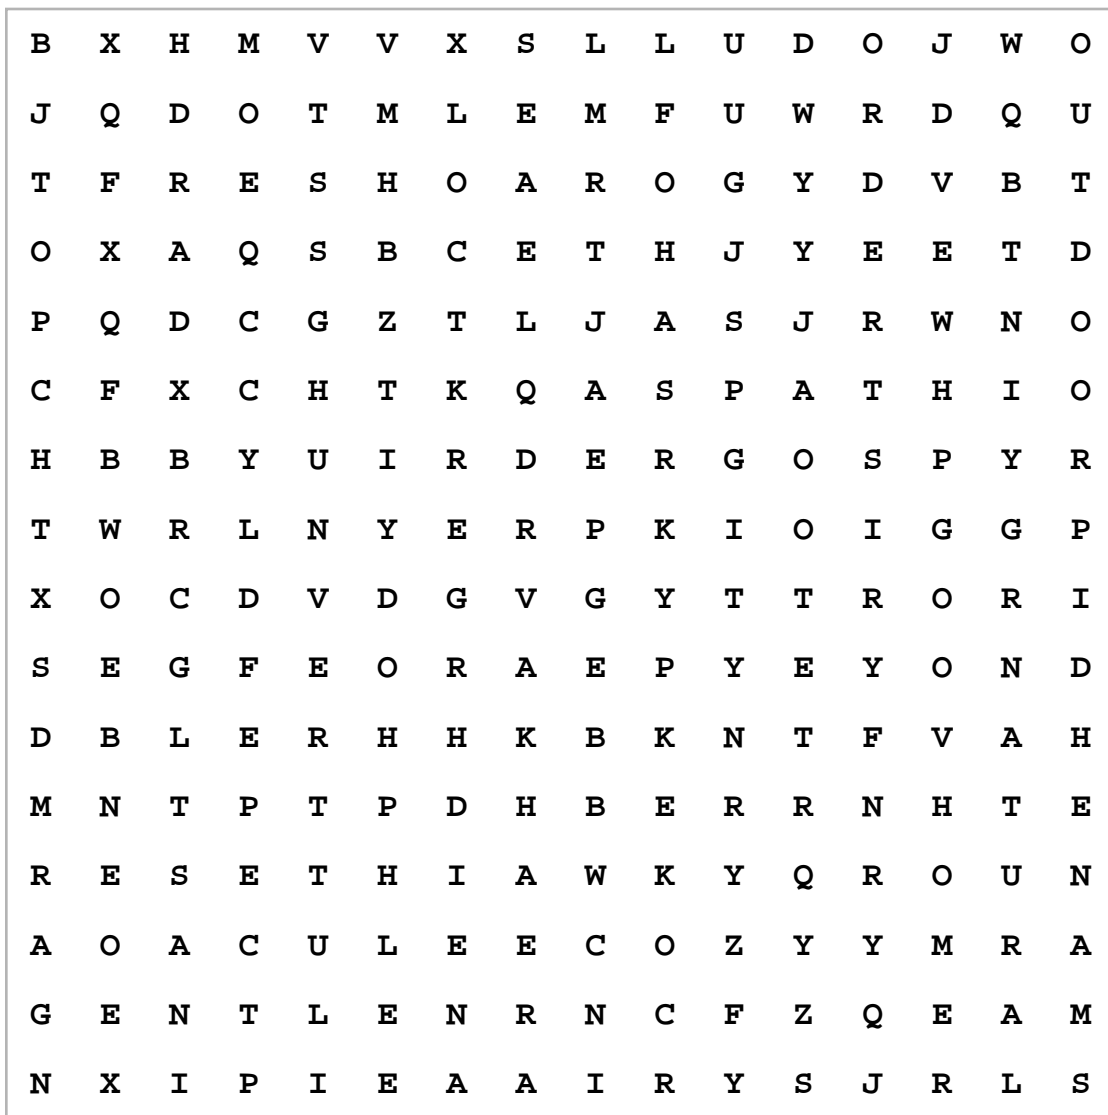 B X H M V V X S L L U D O J W O
J Q D O T M L E M F U W R D Q U
T F R E S H O A R O G Y D V B T
O X A Q S B C E T H J Y E E T D
P Q D C G Z T L J A S J R W N O
C F X C H T K Q A S P A T H I O
H B B Y U I R D E R G O S P Y R
T W R L N Y E R P K I O I G G P
X O C D V D G V G Y T T R O R I
S E G F E O R A E P Y E Y O N D
D B L E R H H K B K N T F V A H
M N T P T P D H B E R R N H T E
R E S E T H I A W K Y Q R O U N
A O A C U L E E C O Z Y Y M R A
G E N T L E N R N C F Z Q E A M
N X I P I E A A I R Y S J R L S